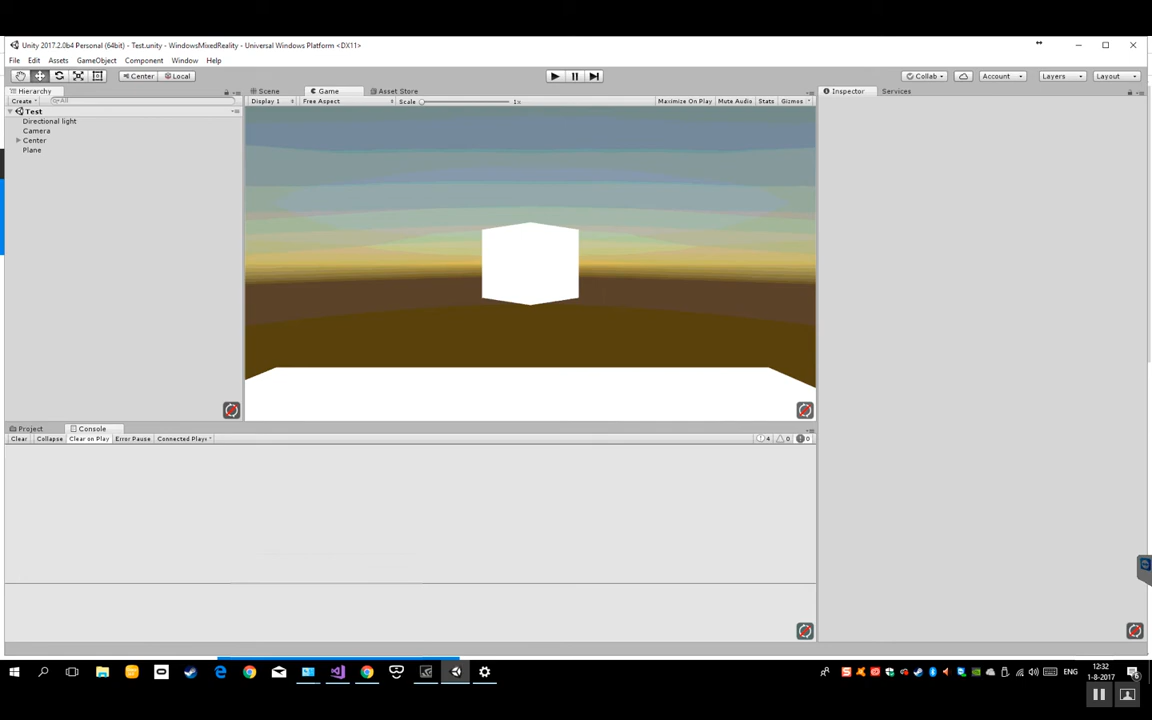 Unity 2017.2.0b4 Personal (64bit) - Test.unity - WindowsMixedReality - Universal Windows Platform <DX11>
File Edit Assets GameObject Component Window Help
Center Local Collab Account Layers Layout
Hierarchy Scene Game Asset Store Inspector Services
Create All Display 1 Free Aspect Scale 1x Maximize On Play Mute Audio Stats Gizmos
Test
Directional light
Camera
Center
Plane
Project Console
Clear Collapse Clear on Play Error Pause Connected Player 4 0 0
12:32
ENG
1-8-2017
6